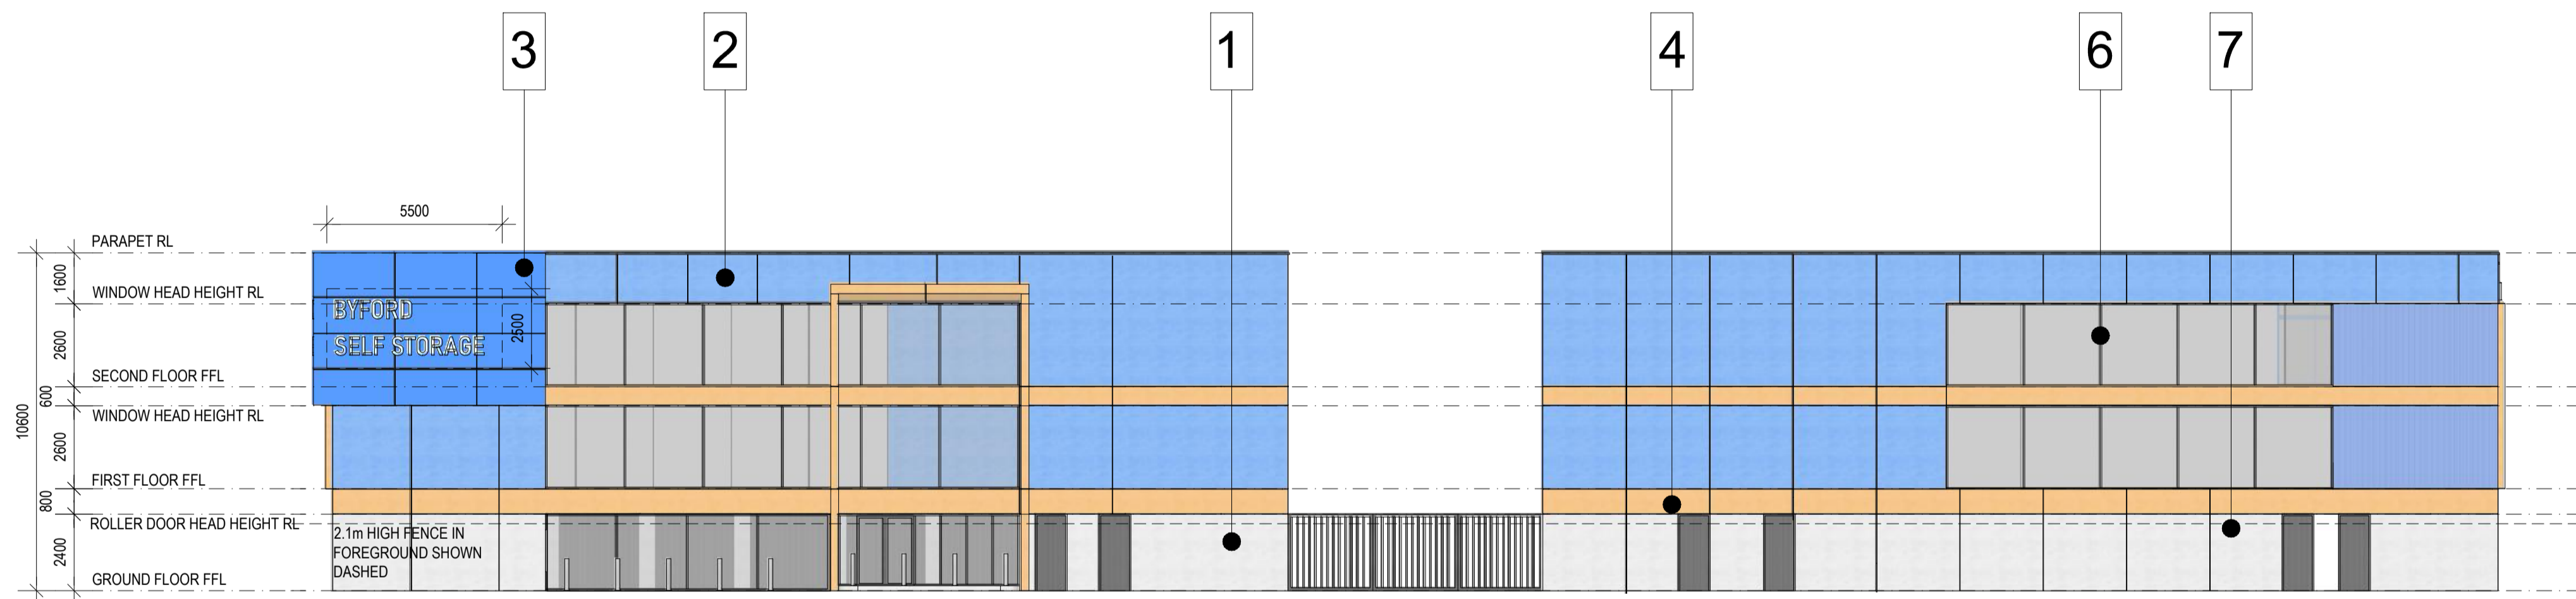 3
2
1
4
6
7
5500
PARAPET RL
1600
WINDOW HEAD HEIGHT RL
BYFORD
2600
2500
SELF STORAGE
SECOND FLOOR FFL
600
WINDOW HEAD HEIGHT RL
10600
2600
FIRST FLOOR FFL
800
ROLLER DOOR HEAD HEIGHT RL
2.1m HIGH FENCE IN
FOREGROUND SHOWN
DASHED
2400
GROUND FLOOR FFL